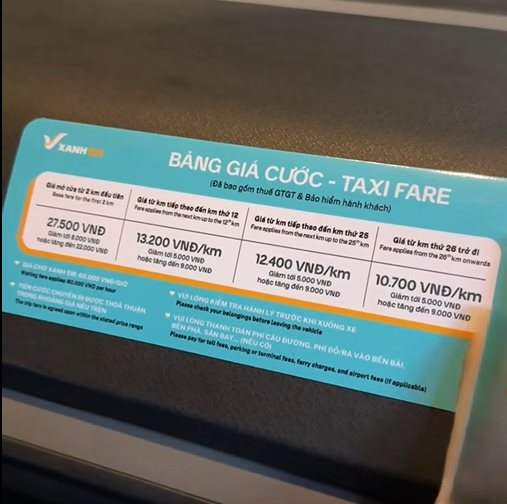 XANH SM
BẢNG GIÁ CƯỚC - TAXI FARE
(Đã bao gồm thuế GTGT & Bảo hiểm hành khách)
Giá mở cửa từ 2 km đầu tiên
Base fare for the first 2 km
27.500 VNĐ
Giảm tới 8.000 VNĐ
hoặc tăng đến 22.000 VNĐ
Giá từ km tiếp theo đến km thứ 12
Fare applies from the next km up to the 12th km
13.200 VNĐ/km
Giảm tới 5.000 VNĐ
hoặc tăng đến 9.000 VNĐ
Giá từ km tiếp theo đến km thứ 25
Fare applies from the next km up to the 25th km
12.400 VNĐ/km
Giảm tới 5.000 VNĐ
hoặc tăng đến 9.000 VNĐ
Giá từ km thứ 26 trở đi
Fare applies from the 26th km onwards
10.700 VNĐ/km
Giảm tới 5.000 VNĐ
hoặc tăng đến 9.000 VNĐ
GIÁ CHỜ XANH SM: 60.000 VNĐ/GIỜ
Waiting fare applies: 60,000 VND per hour
TIỀN CƯỚC CHUYẾN ĐI ĐƯỢC THOẢ THUẬN
TRONG KHOẢNG GIÁ NÊU TRÊN
The trip fare is agreed upon within the stated price range
VUI LÒNG KIỂM TRA HÀNH LÝ TRƯỚC KHI XUỐNG XE
Please check your belongings before leaving the vehicle
VUI LÒNG THANH TOÁN PHÍ CẦU ĐƯỜNG, PHÍ ĐỖ/RA VÀO BẾN BÃI,
BẾN PHÀ, SÂN BAY... (NẾU CÓ)
Please pay for toll fees, parking or terminal fees, ferry charges, and airport fees (if applicable)